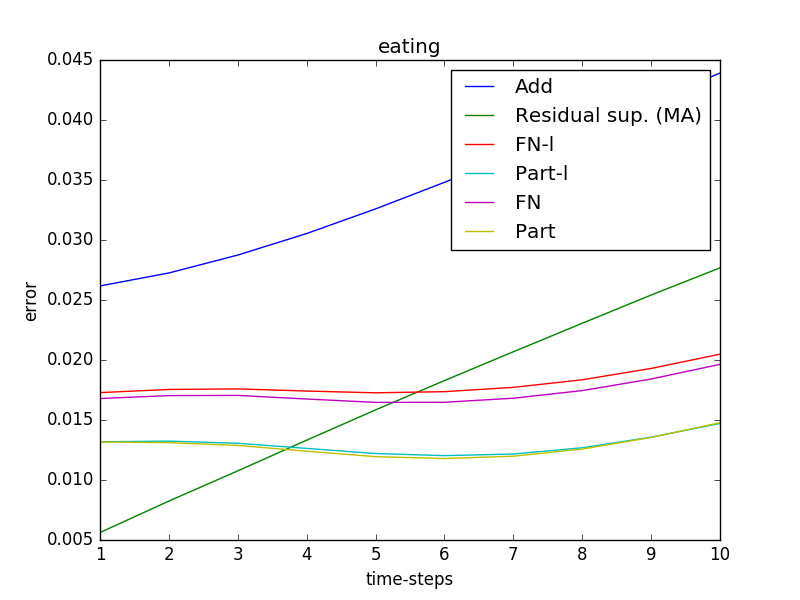 eating
0.045
0.040
0.035
0.030
0.025
0.020
0.015
0.010
0.005
error
Add
Residual sup. (MA)
FN-l
Part-l
FN
Part
1 2 3 4 5 6 7 8 9 10
time-steps